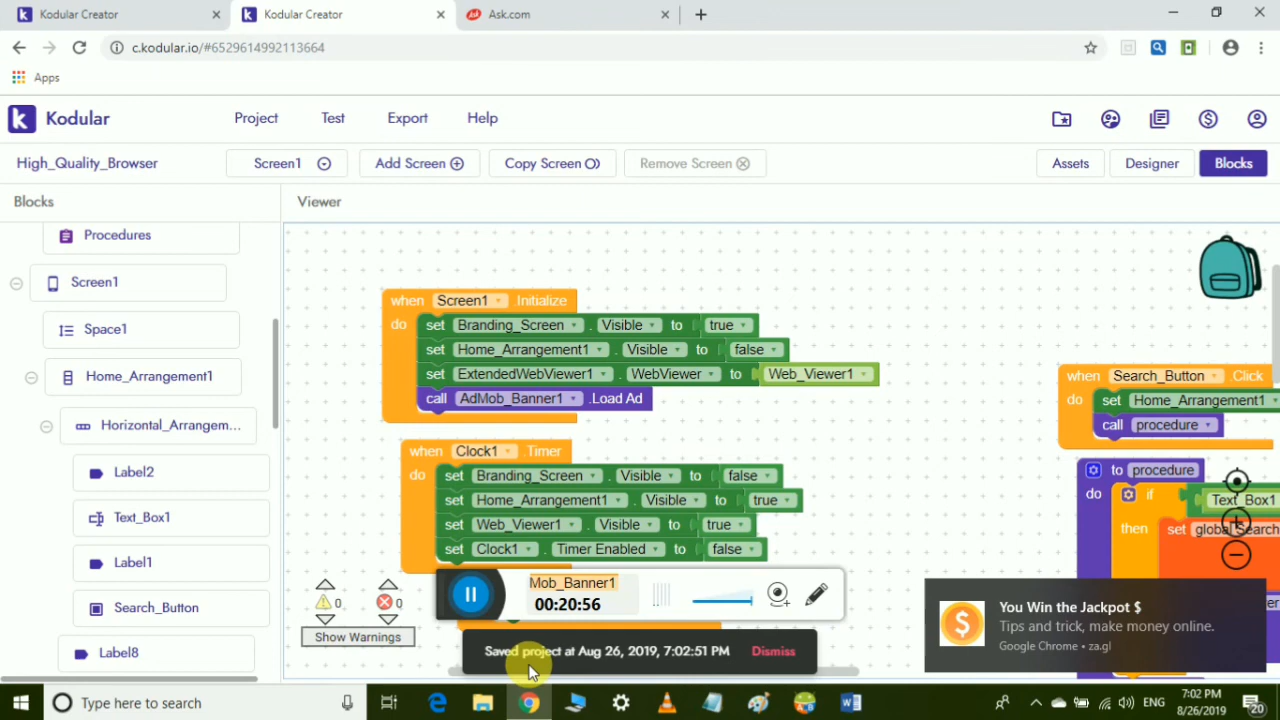 Kodular Creator
Kodular Creator
Ask.com
c.kodular.io/#6529614992113664
Apps
Kodular
Project
Test
Export
Help
High_Quality_Browser
Screen1
Add Screen
Copy Screen
Remove Screen
Assets
Designer
Blocks
Blocks
Viewer
Procedures
Screen1
Space1
Home_Arrangement1
Horizontal_Arrangem...
Label2
Text_Box1
Label1
Search_Button
Label8
when Screen1 .Initialize
do set Branding_Screen . Visible to true
set Home_Arrangement1 . Visible to false
set ExtendedWebViewer1 . WebViewer to Web_Viewer1
call AdMob_Banner1 .Load Ad
when Clock1 .Timer
do set Branding_Screen . Visible to false
set Home_Arrangement1 . Visible to true
set Web_Viewer1 . Visible to true
set Clock1 . Timer Enabled to false
when Search_Button . Click
do set Home_Arrangement1
call procedure
to procedure
do if Text_Box1
then set global Search
0 0
Show Warnings
Mob_Banner1
00:20:56
Saved project at Aug 26, 2019, 7:02:51 PM Dismiss
You Win the Jackpot $
Tips and trick, make money online.
Google Chrome • za.gl
Type here to search
ENG
7:02 PM
8/26/2019
20